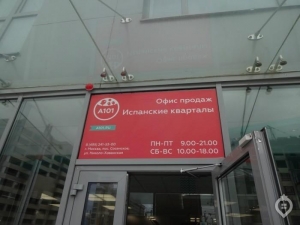 Офис продаж
А101
Испанские кварталы
ПН-ПТ 9.00-21.00
СБ-ВС 10.00-18.00